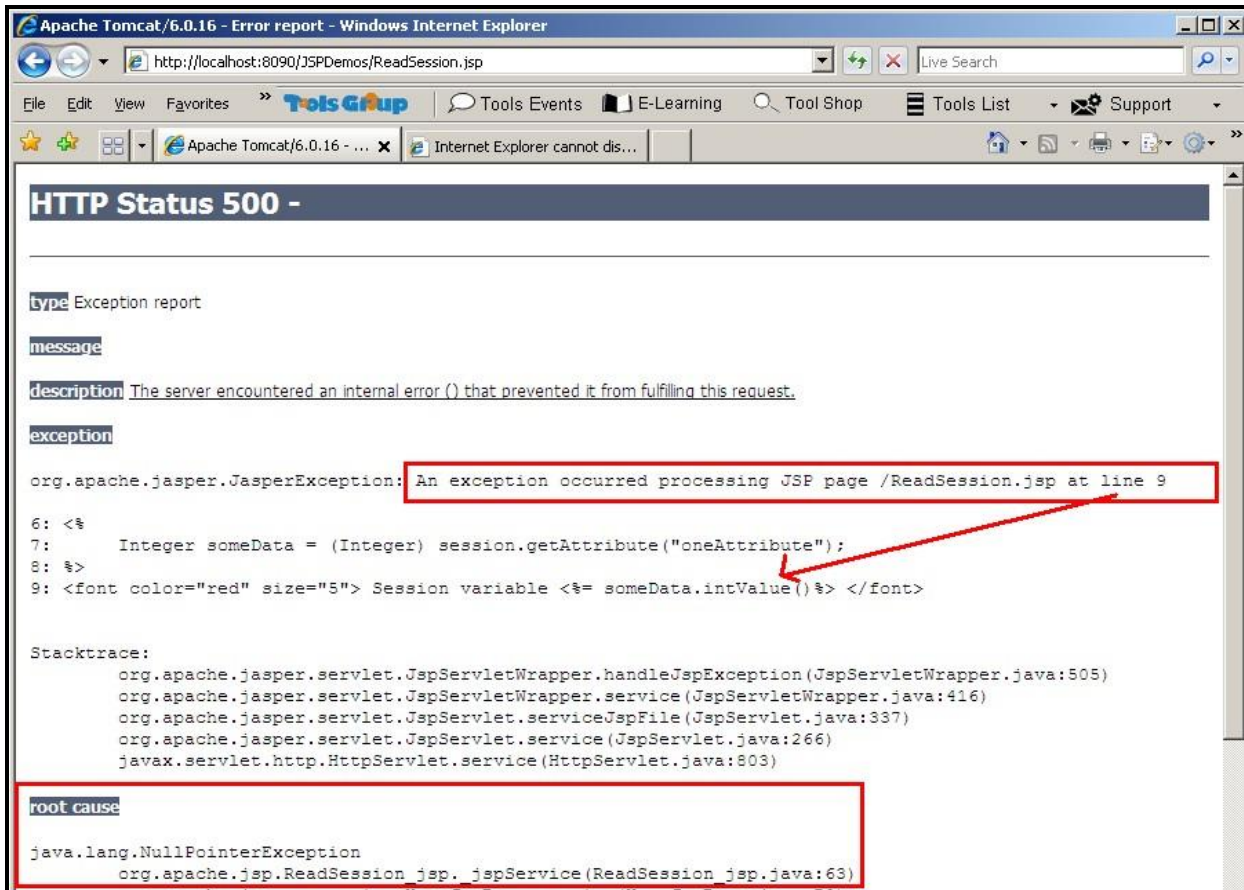 Apache Tomcat/6.0.16 - Error report - Windows Internet Explorer
http://localhost:8090/JSPDemos/ReadSession.jsp
Live Search
File Edit View Favorites » Tools Group Tools Events E-Learning Tool Shop Tools List Support
Apache Tomcat/6.0.16 - ... Internet Explorer cannot dis... »
HTTP Status 500 -
type Exception report
message
description The server encountered an internal error () that prevented it from fulfilling this request.
exception
org.apache.jasper.JasperException: An exception occurred processing JSP page /ReadSession.jsp at line 9
6: <%
7: Integer someData = (Integer) session.getAttribute("oneAttribute");
8: %>
9: <font color="red" size="5"> Session variable <%= someData.intValue()%> </font>
Stacktrace:
org.apache.jasper.servlet.JspServletWrapper.handleJspException(JspServletWrapper.java:505)
org.apache.jasper.servlet.JspServletWrapper.service(JspServletWrapper.java:416)
org.apache.jasper.servlet.JspServlet.serviceJspFile(JspServlet.java:337)
org.apache.jasper.servlet.JspServlet.service(JspServlet.java:266)
javax.servlet.http.HttpServlet.service(HttpServlet.java:803)
root cause
java.lang.NullPointerException
org.apache.jsp.ReadSession_jsp._jspService(ReadSession_jsp.java:63)